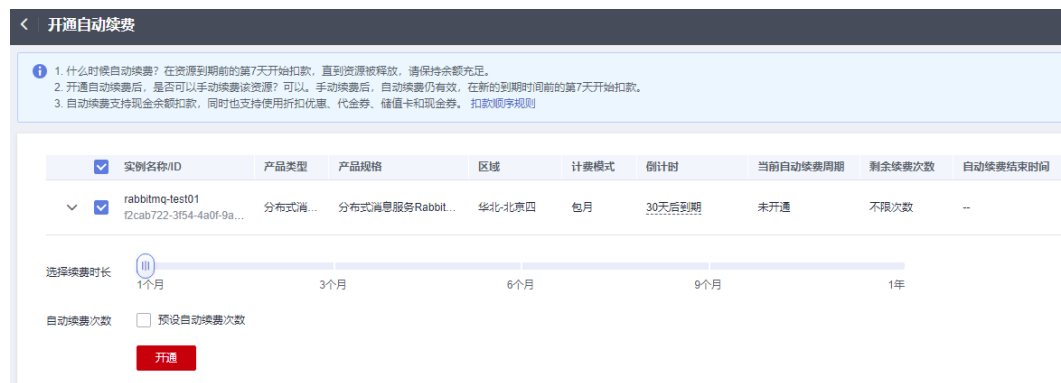 开通自动续费
1. 什么时候自动续费？在资源到期前的第7天开始扣款，直到资源被释放，请保持余额充足。
2. 开通自动续费后，是否可以手动续费该资源？可以。手动续费后，自动续费仍有效，在新的到期时间前的第7天开始扣款。
3. 自动续费支持现金余额扣款，同时也支持使用折扣优惠、代金券、储值卡和现金券。 扣款顺序规则
实例名称/ID 产品类型 产品规格 区域 计费模式 倒计时 当前自动续费周期 剩余续费次数 自动续费结束时间
rabbitmq-test01
f2cab722-3f54-4a0f-9a... 分布式消... 分布式消息服务Rabbit... 华北-北京四 包月 30天后到期 未开通 不限次数 --
选择续费时长
1个月 3个月 6个月 9个月 1年
自动续费次数 预设自动续费次数
开通